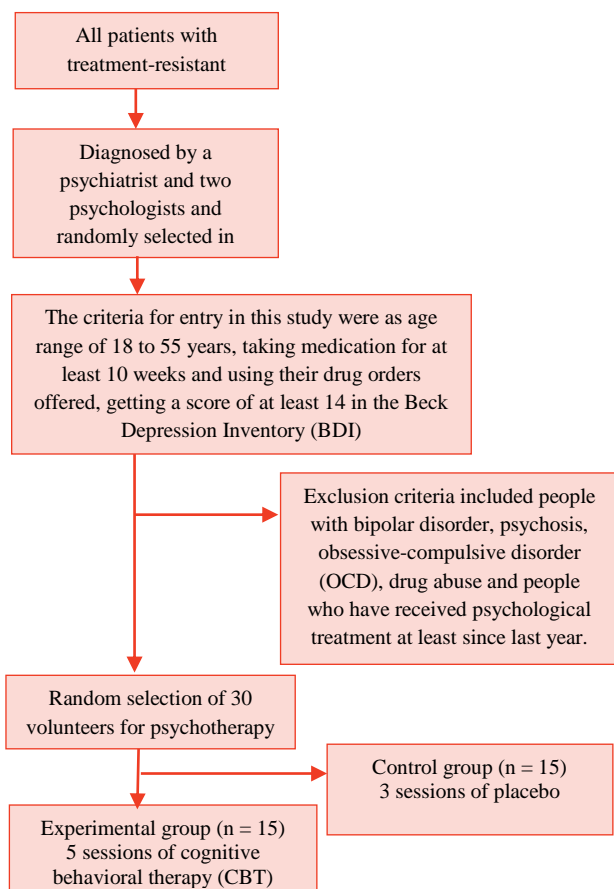 All patients with
treatment-resistant
Diagnosed by a
psychiatrist and two
psychologists and
randomly selected in
The criteria for entry in this study were as age
range of 18 to 55 years, taking medication for at
least 10 weeks and using their drug orders
offered, getting a score of at least 14 in the Beck
Depression Inventory (BDI)
Exclusion criteria included people
with bipolar disorder, psychosis,
obsessive-compulsive disorder
(OCD), drug abuse and people
who have received psychological
treatment at least since last year.
Random selection of 30
volunteers for psychotherapy
Control group (n = 15)
3 sessions of placebo
Experimental group (n = 15)
5 sessions of cognitive
behavioral therapy (CBT)